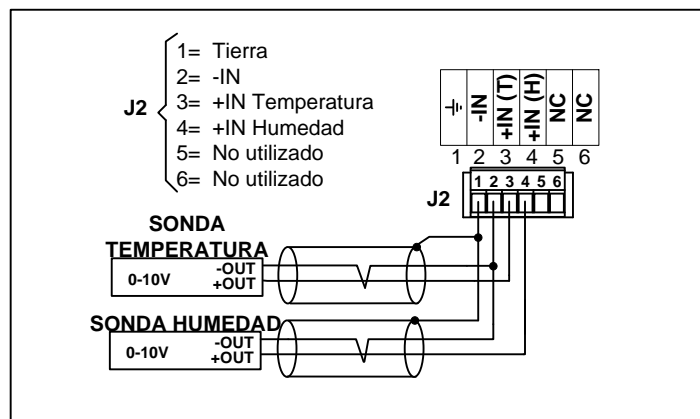 J2
1= Tierra
2= -IN
3= +IN Temperatura
4= +IN Humedad
5= No utilizado
6= No utilizado
-IN
+IN (T)
+IN (H)
NC
NC
1 2 3 4 5 6
J2
1 2 3 4 5 6
SONDA
TEMPERATURA
0-10V
-OUT
+OUT
SONDA HUMEDAD
0-10V
-OUT
+OUT